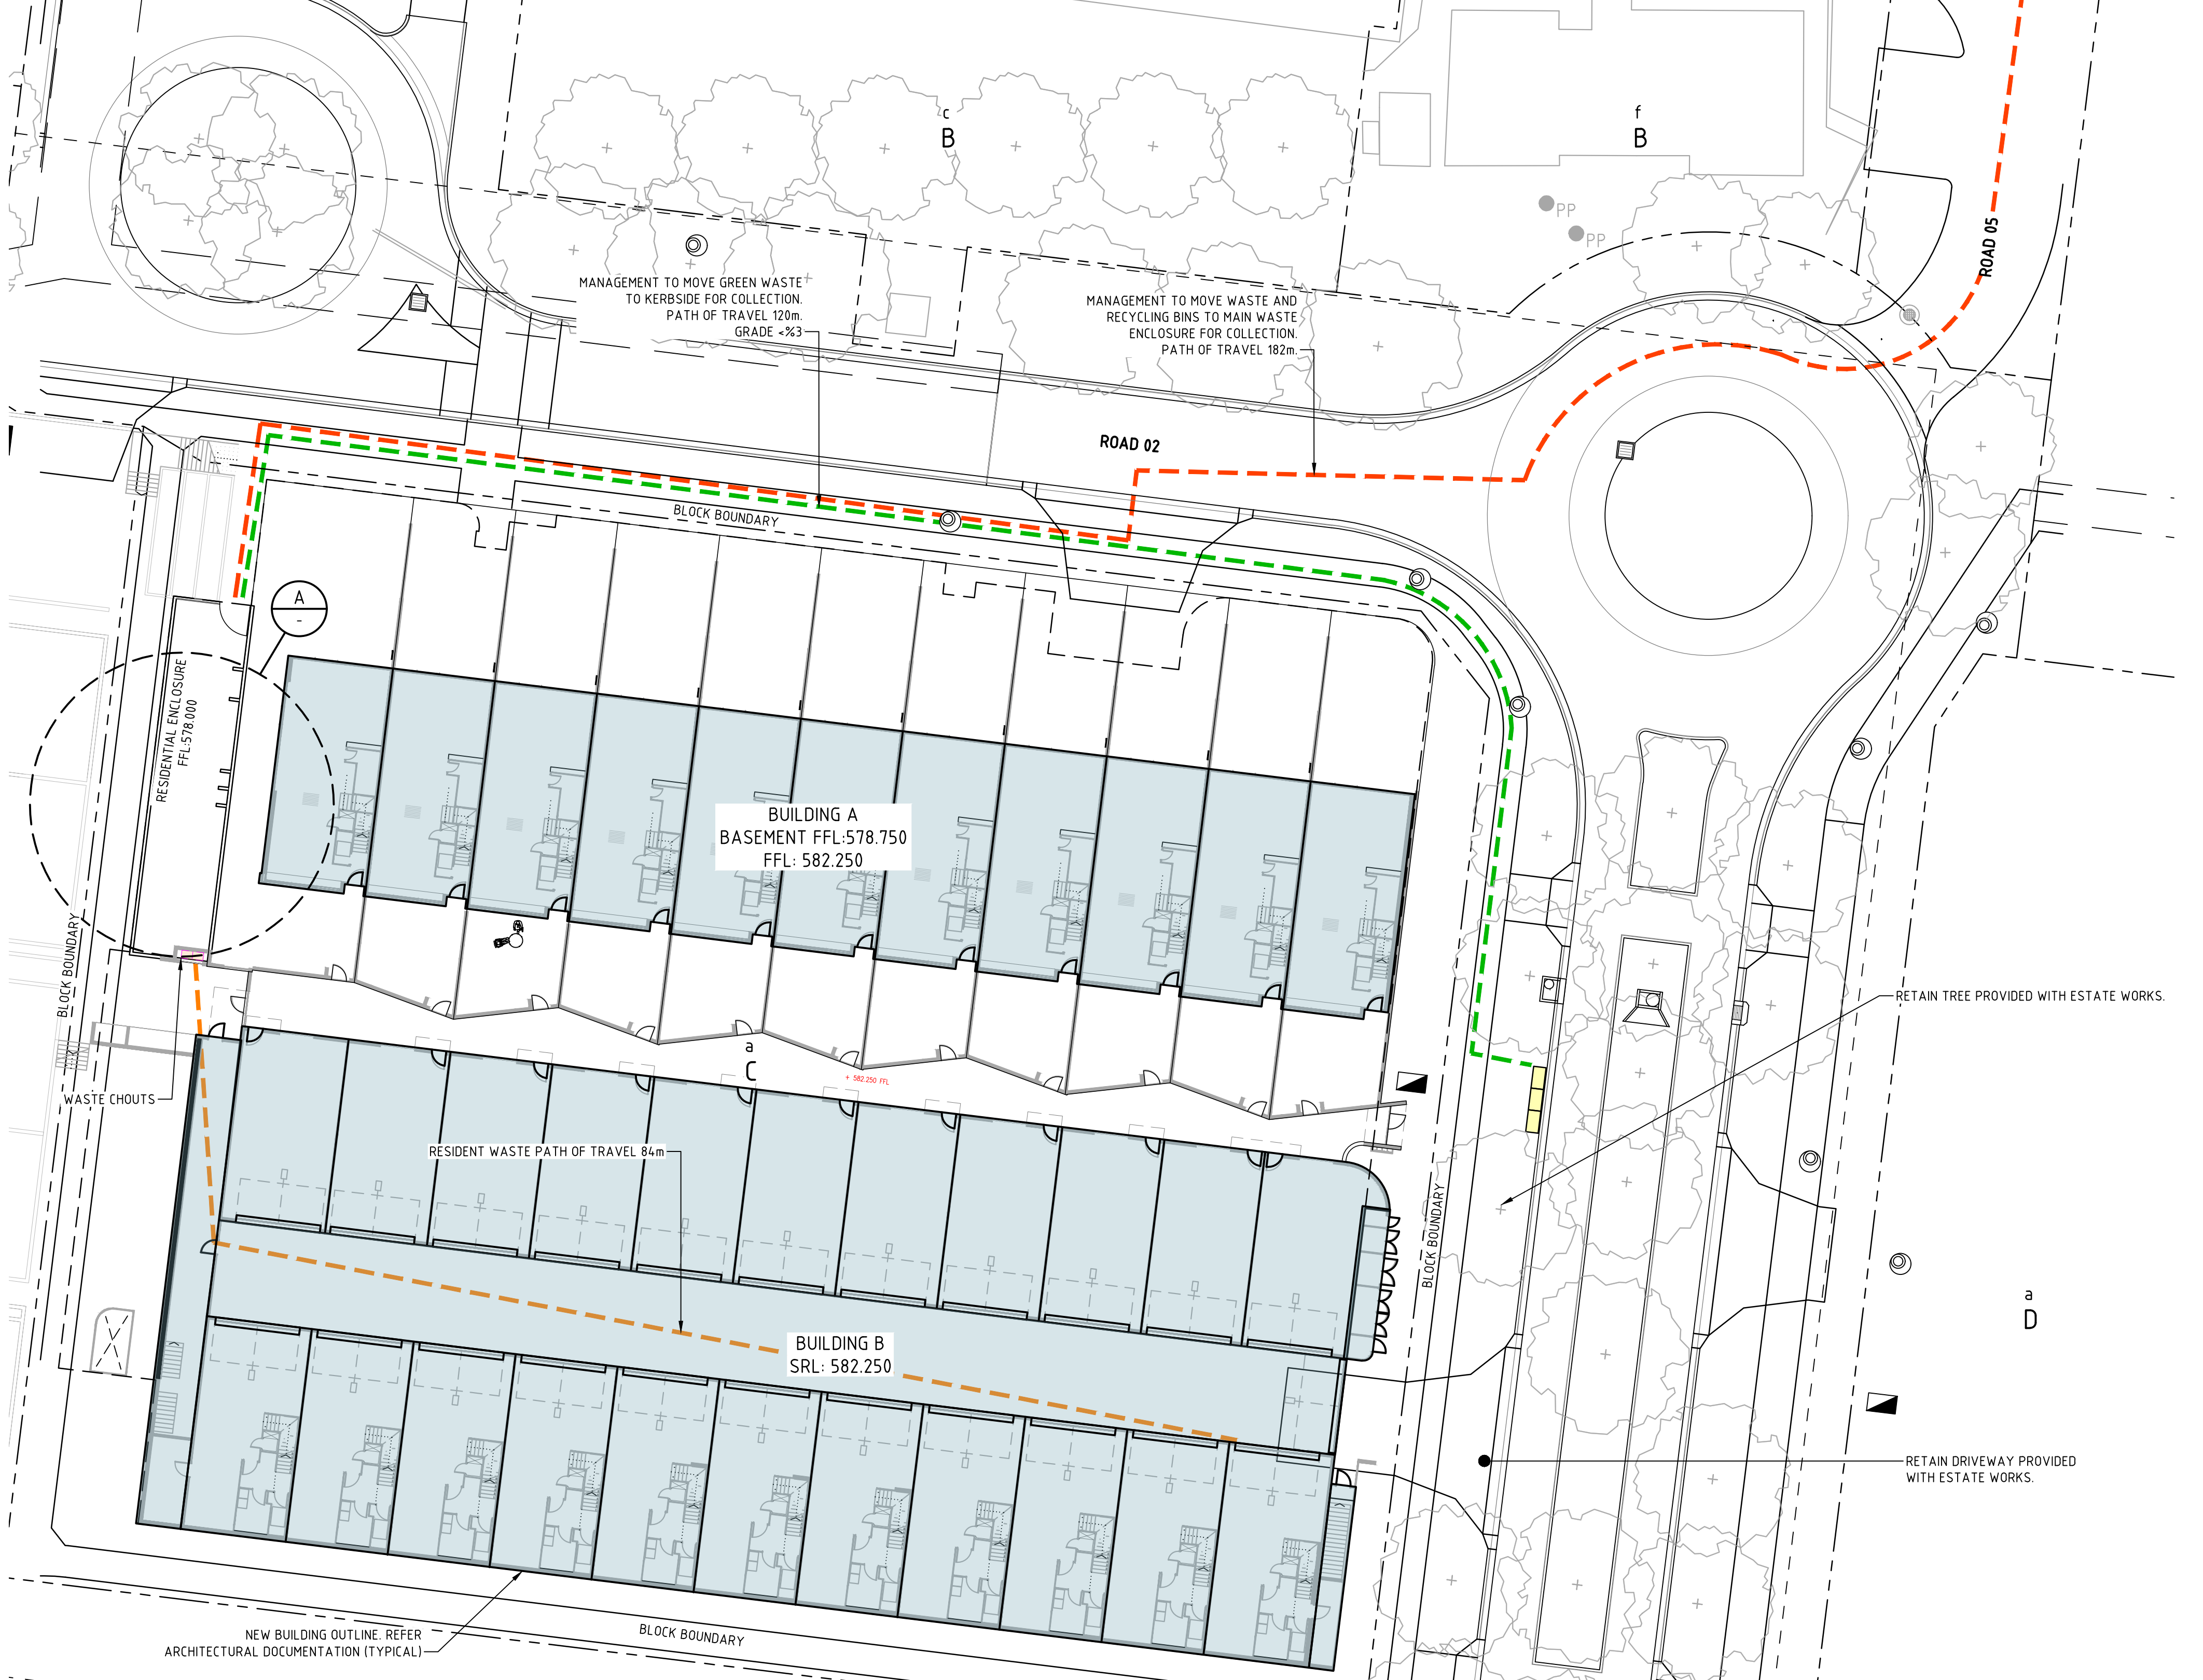 c
B
f
B
PP
PP
ROAD 05
MANAGEMENT TO MOVE GREEN WASTE
TO KERBSIDE FOR COLLECTION.
PATH OF TRAVEL 120m.
GRADE <%3
MANAGEMENT TO MOVE WASTE AND
RECYCLING BINS TO MAIN WASTE
ENCLOSURE FOR COLLECTION.
PATH OF TRAVEL 182m.
ROAD 02
BLOCK BOUNDARY
A
-
RESIDENTIAL ENCLOSURE
FFL:578.000
BUILDING A
BASEMENT FFL:578.750
FFL: 582.250
BLOCK BOUNDARY
RETAIN TREE PROVIDED WITH ESTATE WORKS.
a
C
+ 582.250 FFL
WASTE CHOUTS
RESIDENT WASTE PATH OF TRAVEL 84m
BLOCK BOUNDARY
a
D
BUILDING B
SRL: 582.250
RETAIN DRIVEWAY PROVIDED
WITH ESTATE WORKS.
NEW BUILDING OUTLINE. REFER
ARCHITECTURAL DOCUMENTATION (TYPICAL)
BLOCK BOUNDARY